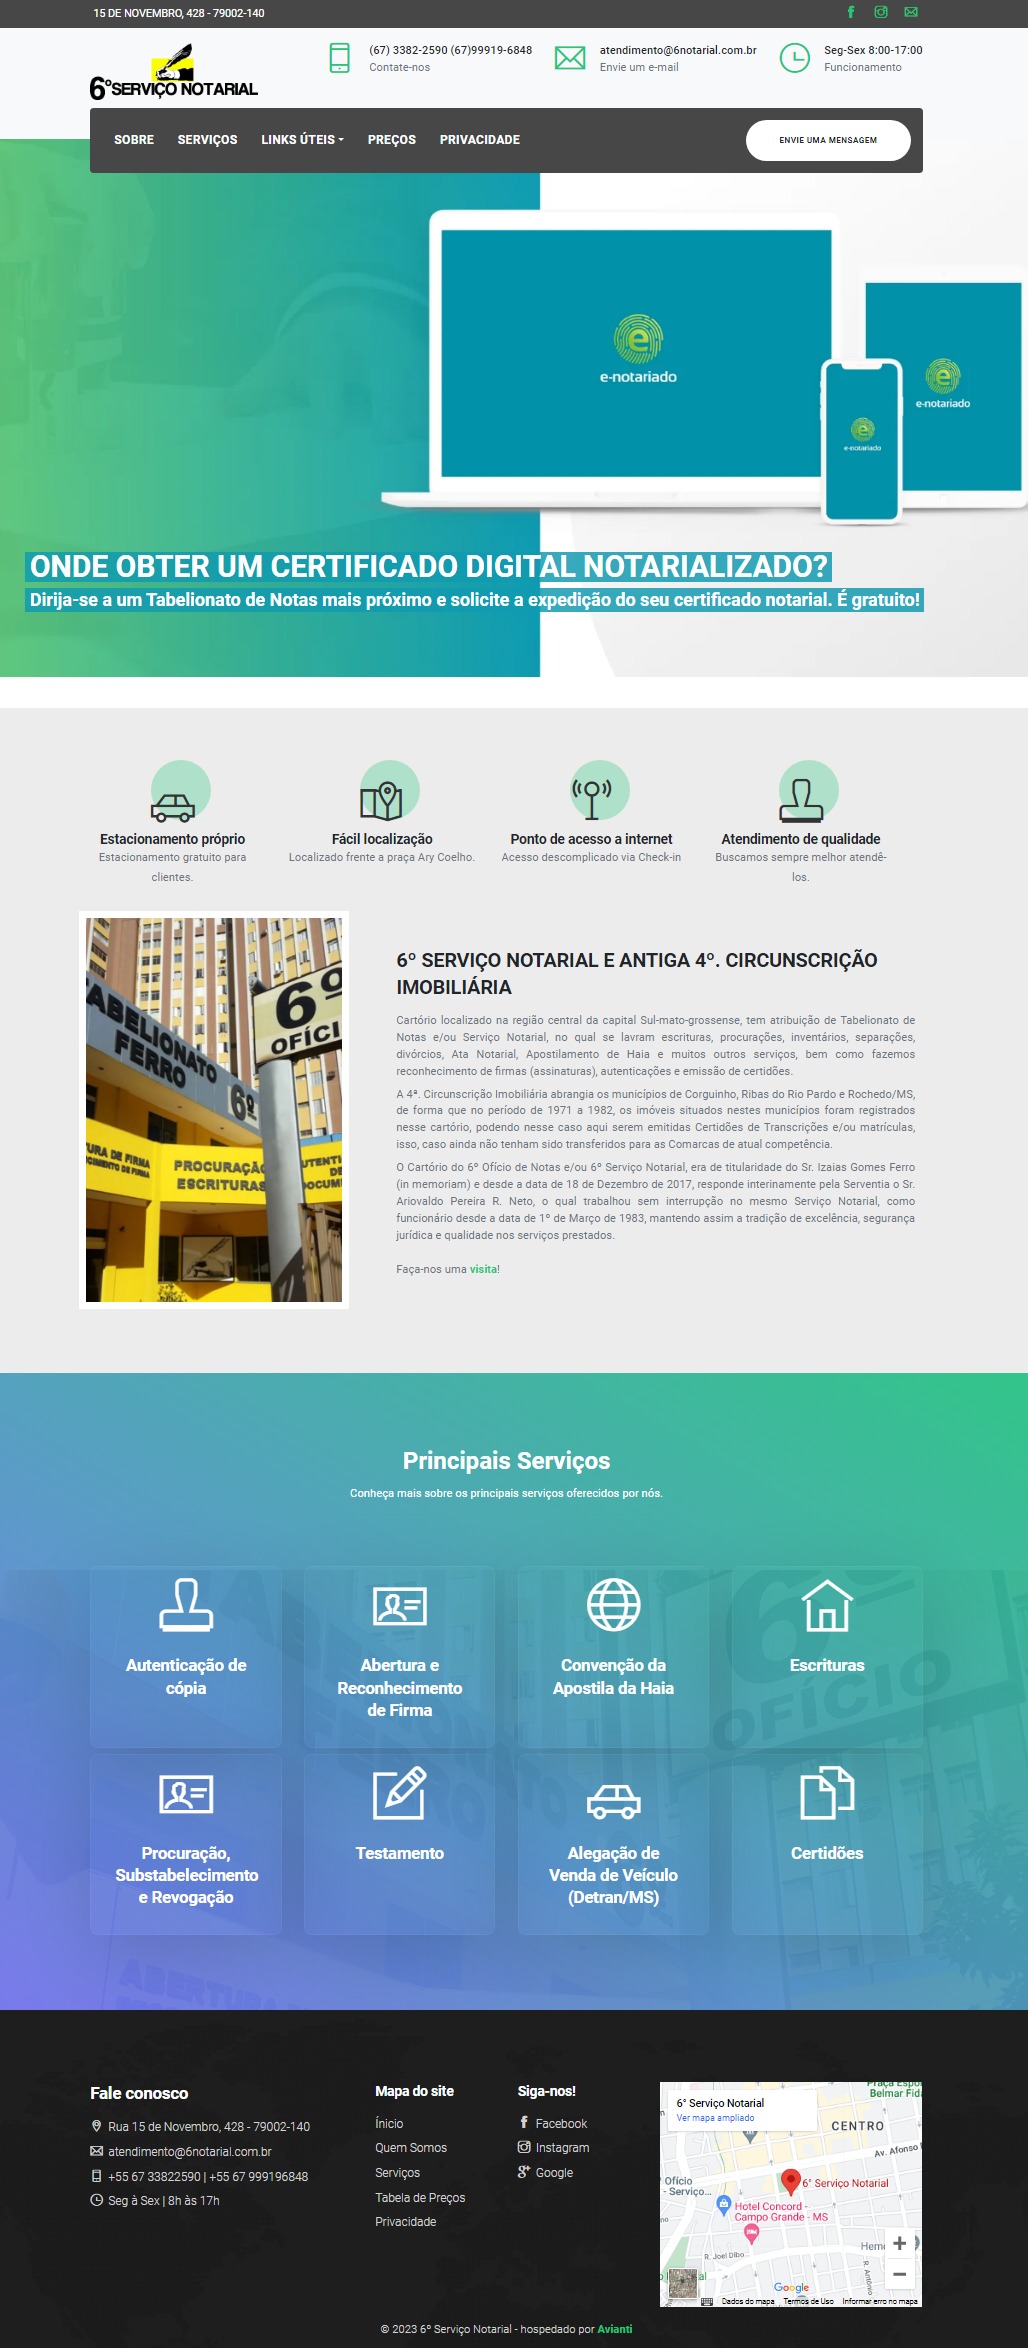 15 DE NOVEMBRO, 428 - 79002-140
6º SERVIÇO NOTARIAL
(67) 3382-2590 (67)99919-6848
Contate-nos
atendimento@6notarial.com.br
Envie um e-mail
Seg-Sex 8:00-17:00
Funcionamento
SOBRE SERVIÇOS LINKS ÚTEIS PREÇOS PRIVACIDADE
ENVIE UMA MENSAGEM
e-notariado
e-notariado
e-notariado
ONDE OBTER UM CERTIFICADO DIGITAL NOTARIALIZADO?
Dirija-se a um Tabelionato de Notas mais próximo e solicite a expedição do seu certificado notarial. É gratuito!
Estacionamento próprio
Estacionamento gratuito para
clientes.
Fácil localização
Localizado frente a praça Ary Coelho.
Ponto de acesso a internet
Acesso descomplicado via Check-in
Atendimento de qualidade
Buscamos sempre melhor atendê-
los.
TABELIONATO
FERRO
6º
6º
OFÍCI
URA DE FIRMA
PROCURAÇÃ
ESCRITURAS
6º SERVIÇO NOTARIAL E ANTIGA 4º. CIRCUNSCRIÇÃO
IMOBILIÁRIA
Cartório localizado na região central da capital Sul-mato-grossense, tem atribuição de Tabelionato de
Notas e/ou Serviço Notarial, no qual se lavram escrituras, procurações, inventários, separações,
divórcios, Ata Notarial, Apostilamento de Haia e muitos outros serviços, bem como fazemos
reconhecimento de firmas (assinaturas), autenticações e emissão de certidões.
A 4ª. Circunscrição Imobiliária abrangia os municípios de Corguinho, Ribas do Rio Pardo e Rochedo/MS,
de forma que no período de 1971 a 1982, os imóveis situados nestes municípios foram registrados
nesse cartório, podendo nesse caso aqui serem emitidas Certidões de Transcrições e/ou matrículas,
isso, caso ainda não tenham sido transferidos para as Comarcas de atual competência.
O Cartório do 6º Ofício de Notas e/ou 6º Serviço Notarial, era de titularidade do Sr. Izaias Gomes Ferro
(in memoriam) e desde a data de 18 de Dezembro de 2017, responde interinamente pela Serventia o Sr.
Ariovaldo Pereira R. Neto, o qual trabalhou sem interrupção no mesmo Serviço Notarial, como
funcionário desde a data de 1º de Março de 1983, mantendo assim a tradição de excelência, segurança
jurídica e qualidade nos serviços prestados.
Faça-nos uma visita!
Principais Serviços
Conheça mais sobre os principais serviços oferecidos por nós.
Autenticação de
cópia
Abertura e
Reconhecimento
de Firma
Convenção da
Apostila da Haia
Escrituras
6º
OFÍCIO
Procuração,
Substabelecimento
e Revogação
Testamento
Alegação de
Venda de Veículo
(Detran/MS)
Certidões
ABERTURA
Fale conosco
Rua 15 de Novembro, 428 - 79002-140
atendimento@6notarial.com.br
+55 67 33822590 | +55 67 999196848
Seg à Sex | 8h às 17h
Mapa do site
Ínicio
Quem Somos
Serviços
Tabela de Preços
Privacidade
Siga-nos!
Facebook
Instagram
Google
6° Serviço Notarial
Ver mapa ampliado
Belmar Fida
CENTRO
Av. Afonso
Ofício
- Serviço...
6° Serviço Notarial
Hotel Concord -
Campo Grande - MS
R. Joel Dibo
Hem
R. Antônio
Google
Dados do mapa Termos de Uso Informar erro no mapa
© 2023 6º Serviço Notarial - hospedado por Avianti